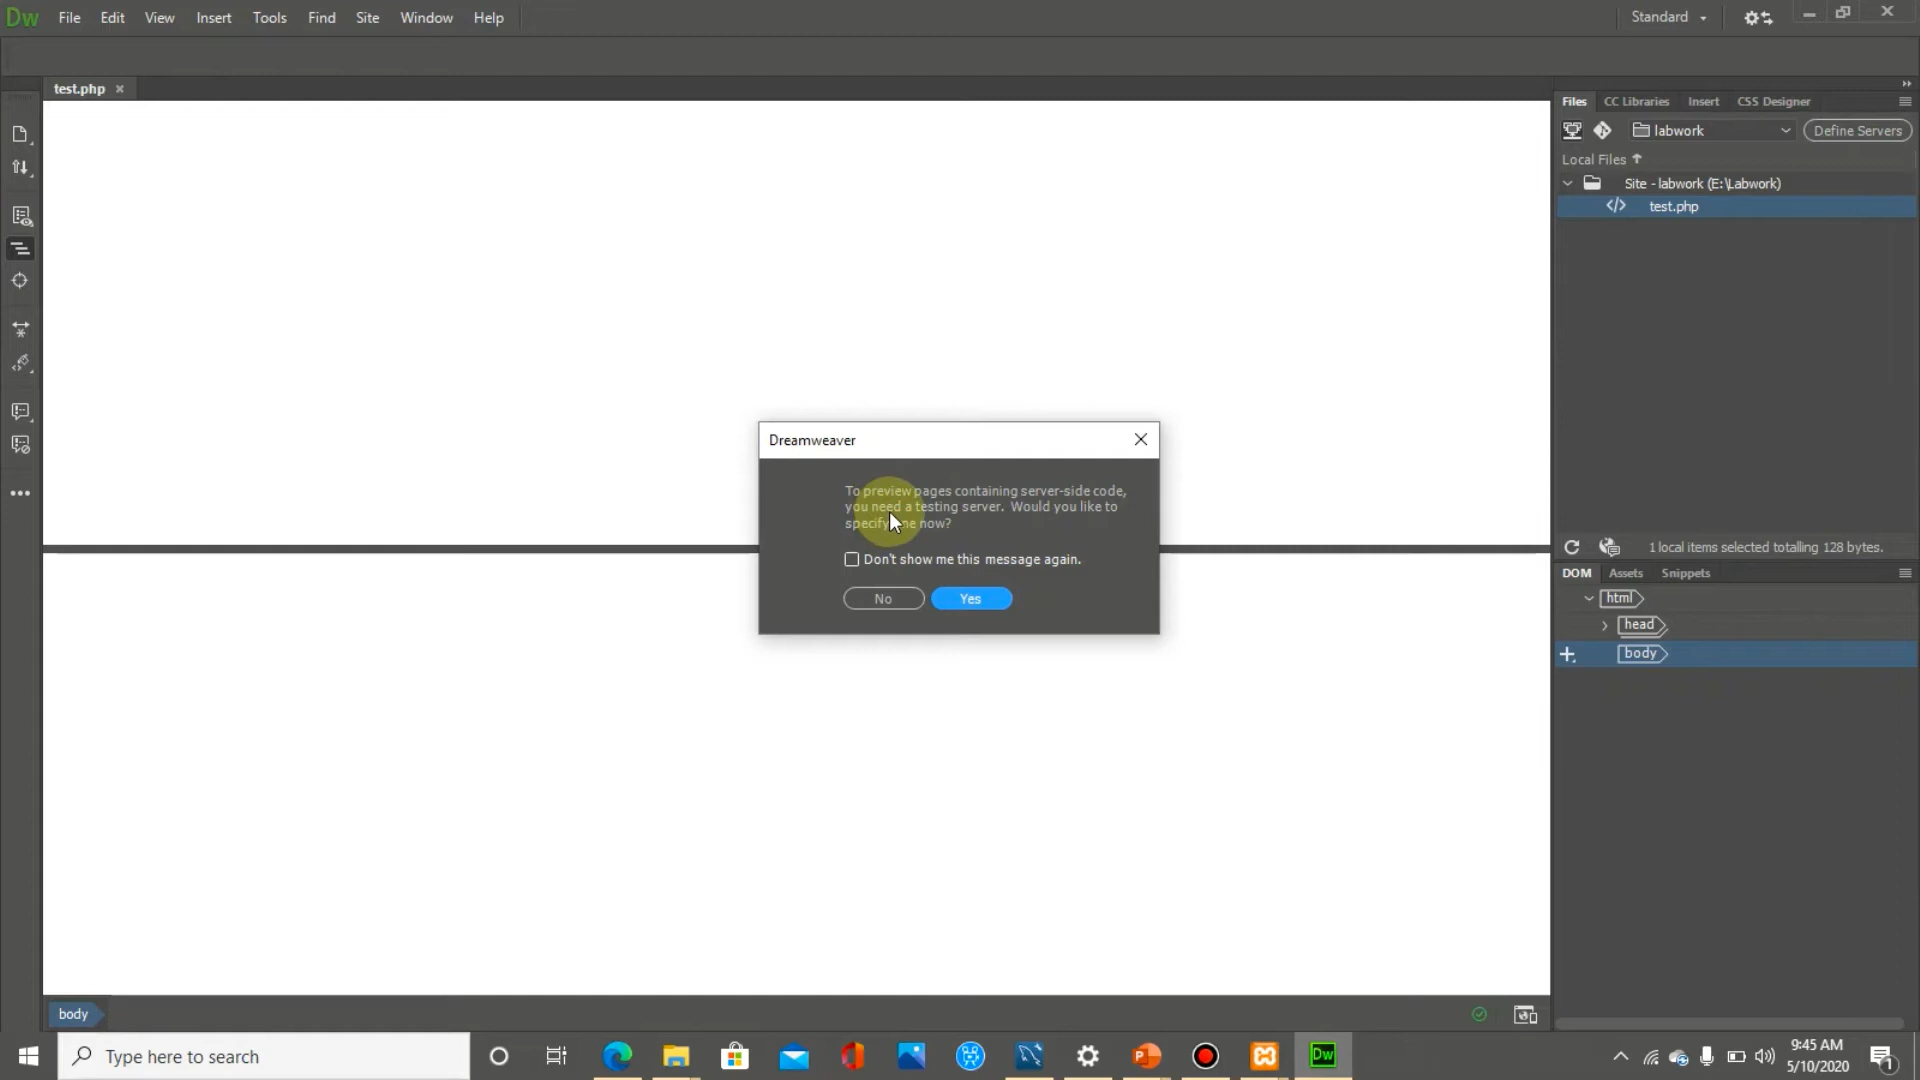 Dw File Edit View Insert Tools Find Site Window Help Standard
test.php
Files CC Libraries Insert CSS Designer
labwork Define Servers
Local Files
Site - labwork (E:\Labwork)
test.php
Dreamweaver
To preview pages containing server-side code,
you need a testing server. Would you like to
specify now?
Don't show me this message again.
No Yes
1 local items selected totalling 128 bytes.
DOM Assets Snippets
html
head
body
body
Type here to search
P
Dw
9:45 AM
5/10/2020
1